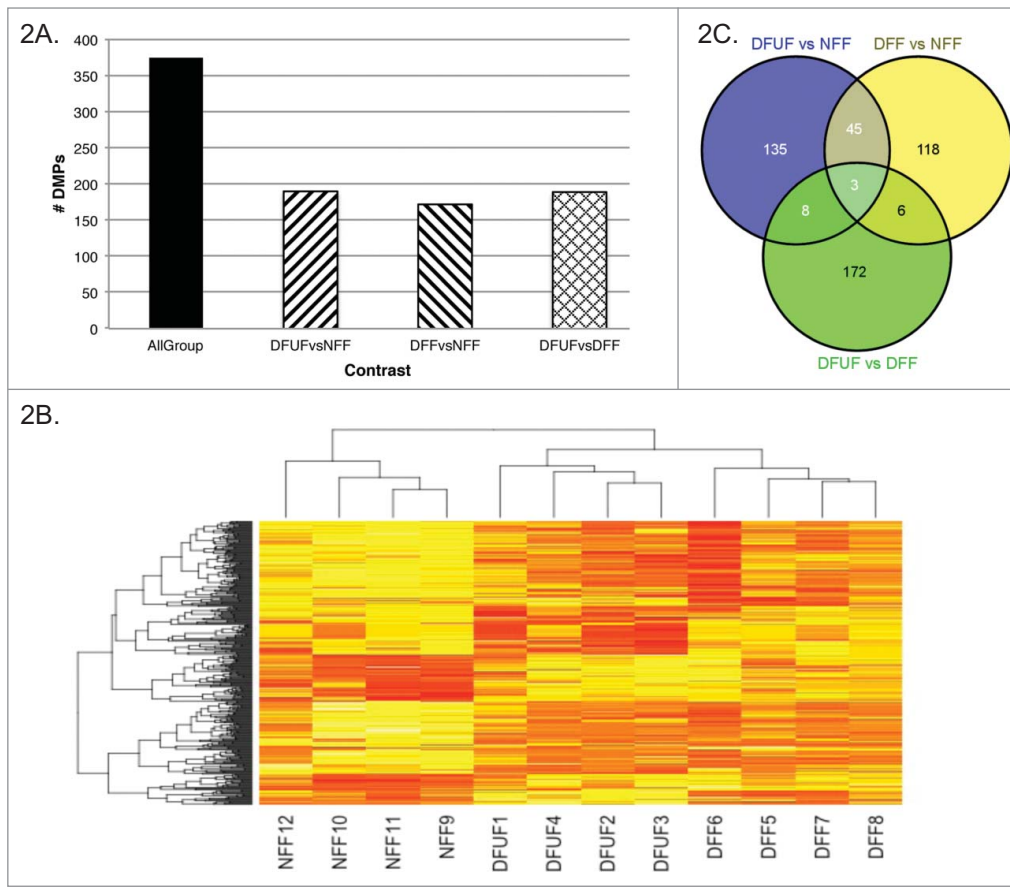 2A.
400
350
300
250
200
150
100
50
0
# DMPs
AllGroup DFUFvsNFF DFFvsNFF DFUFvsDFF
Contrast
2C.
DFUF vs NFF DFF vs NFF
135 45 118
3
8 6
172
DFUF vs DFF
2B.
NFF12 NFF10 NFF11 NFF9 DFUF1 DFUF4 DFUF2 DFUF3 DFF6 DFF5 DFF7 DFF8